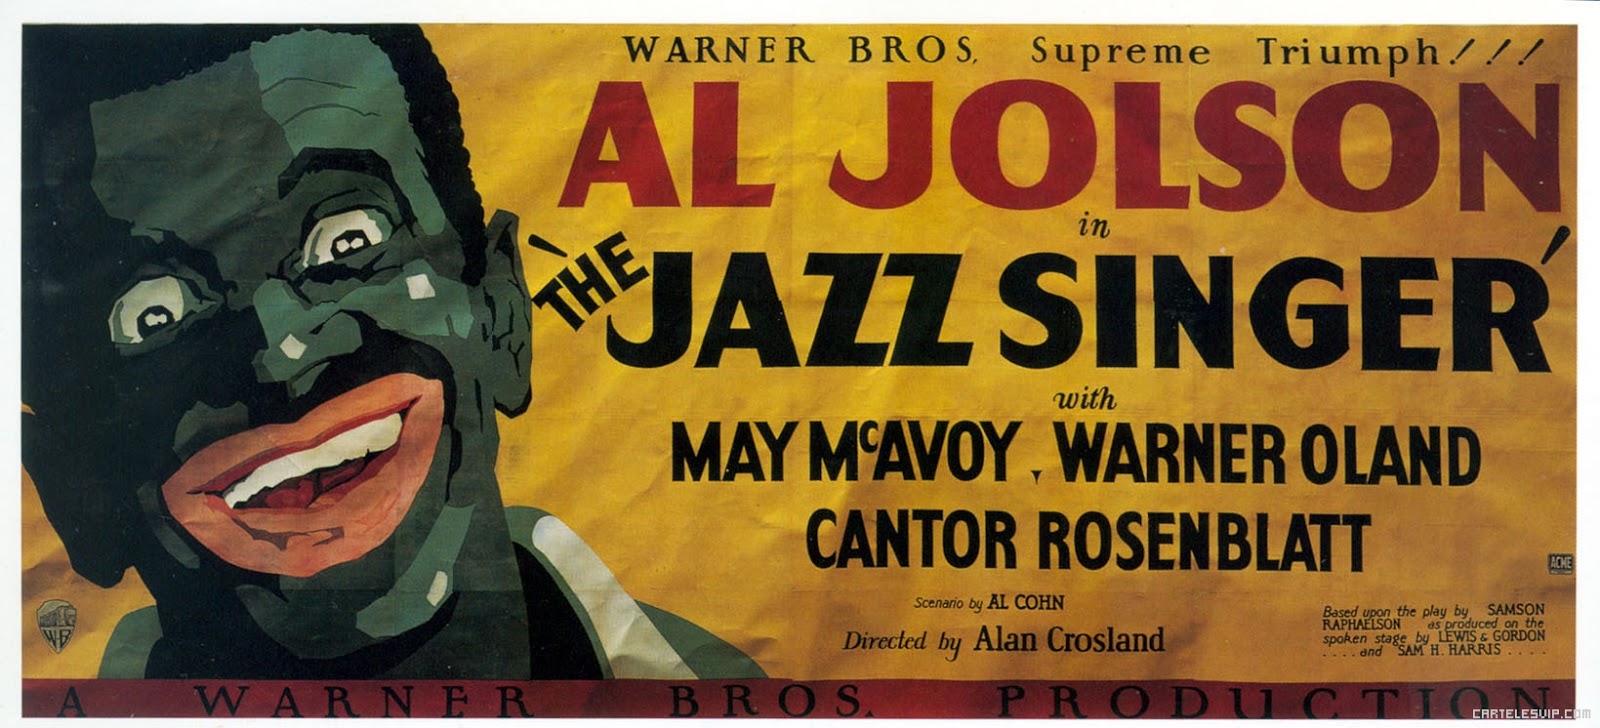 WARNER BROS. Supreme Triumph!!!
AL JOLSON
in
THE JAZZ SINGER
with
MAY McAVOY, WARNER OLAND
CANTOR ROSENBLATT
Scenario by AL COHN
Directed by Alan Crosland
Based upon the play by SAMSON
RAPHAELSON as produced on the
spoken stage by LEWIS & GORDON
....and SAM H. HARRIS....
ACME
WB
A WARNER BROS. PRODUCTION
CARTELESVIP.COM